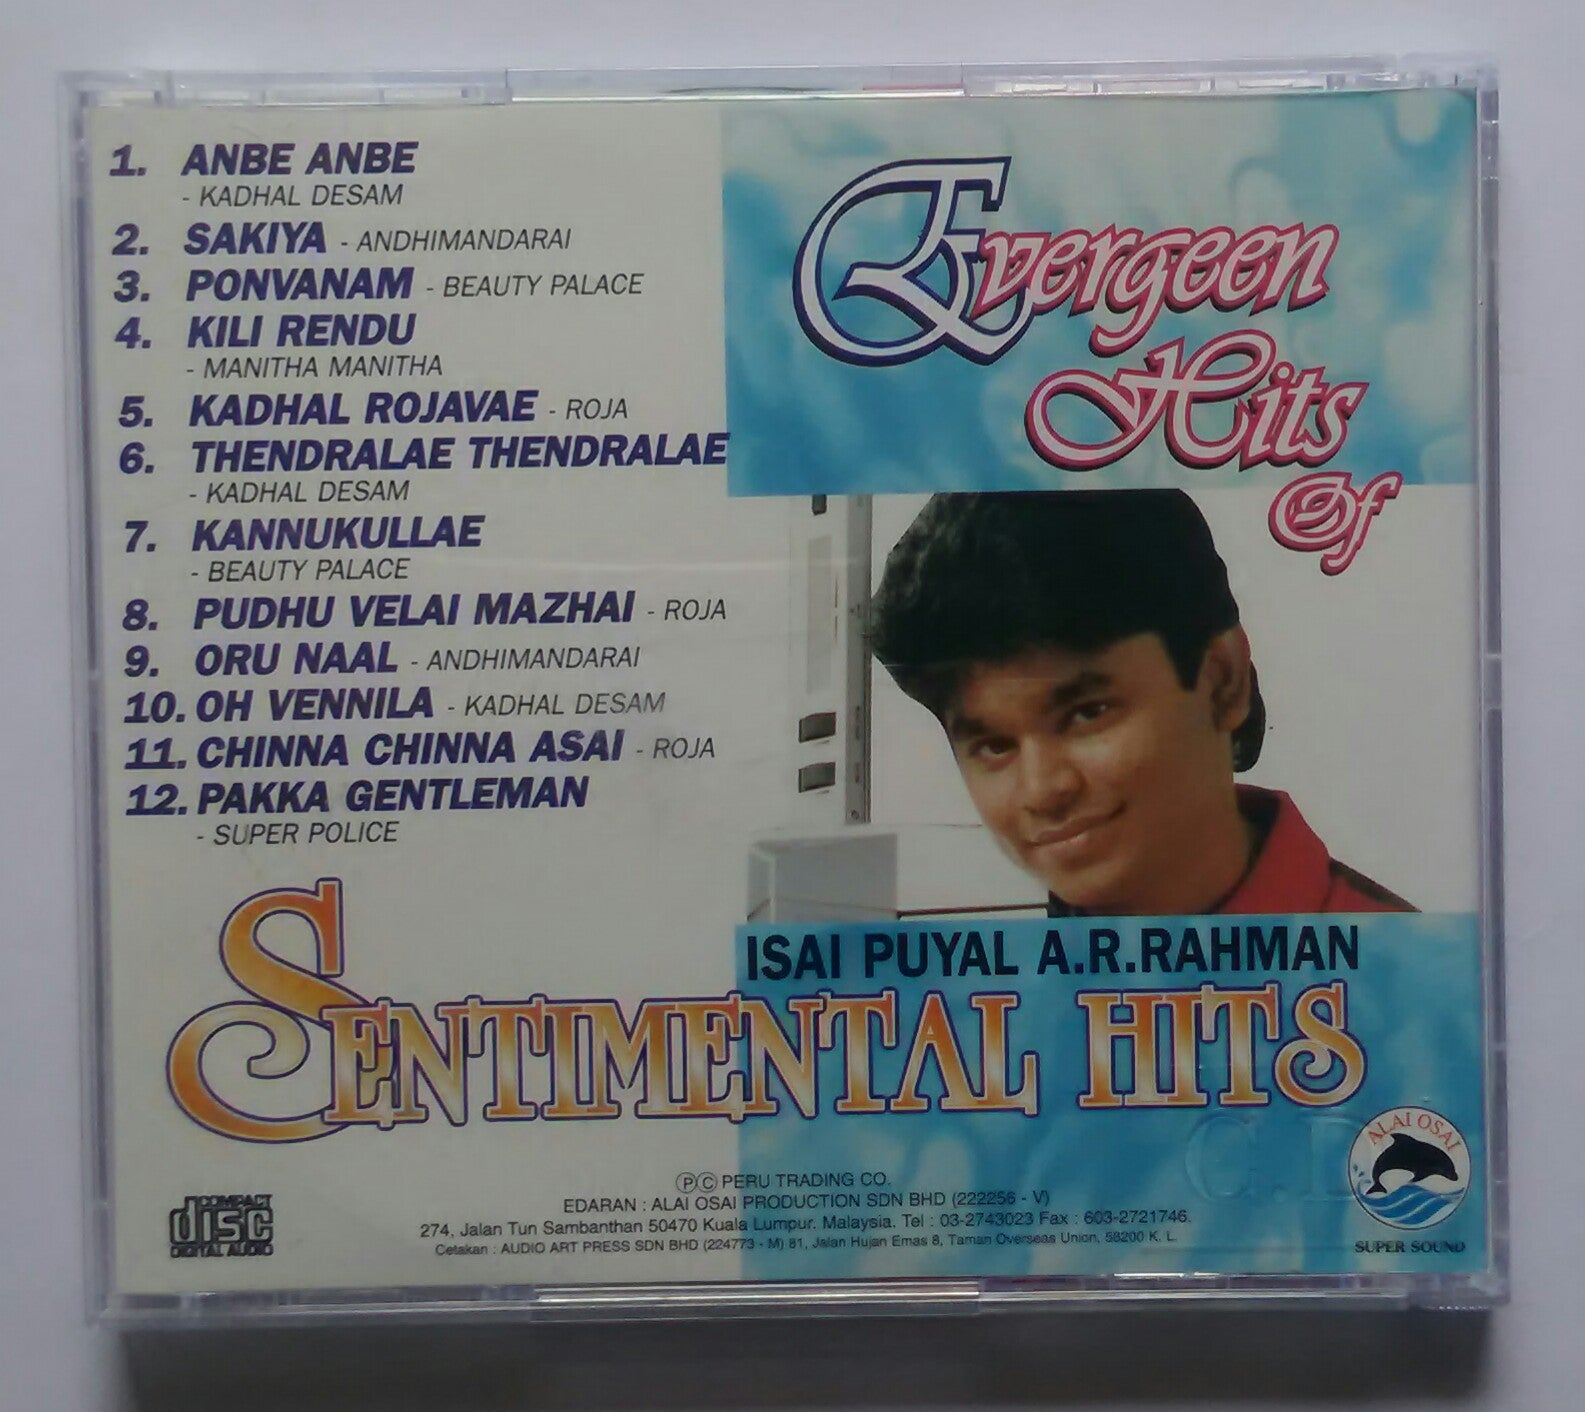 1. ANBE ANBE
- KADHAL DESAM
2. SAKIYA - ANDHIMANDARAI
3. PONVANAM - BEAUTY PALACE
4. KILI RENDU
- MANITHA MANITHA
5. KADHAL ROJAVAE - ROJA
6. THENDRALAE THENDRALAE
- KADHAL DESAM
7. KANNUKULLAE
- BEAUTY PALACE
8. PUDHU VELAI MAZHAI - ROJA
9. ORU NAAL - ANDHIMANDARAI
10. OH VENNILA - KADHAL DESAM
11. CHINNA CHINNA ASAI - ROJA
12. PAKKA GENTLEMAN
- SUPER POLICE
Evergeen
Hits
Of
ISAI PUYAL A.R.RAHMAN
SENTIMENTAL HITS
ⓅⒸ PERU TRADING CO.
EDARAN : ALAI OSAI PRODUCTION SDN BHD (222256 - V)
274, Jalan Tun Sambanthan 50470 Kuala Lumpur. Malaysia. Tel : 03-2743023 Fax : 603-2721746.
Cetakan : AUDIO ART PRESS SDN BHD (224773 - M) 81, Jalan Hujan Emas 8, Taman Overseas Union, 58200 K. L.
COMPACT
disc
DIGITAL AUDIO
C.D
ALAI OSAI
SUPER SOUND